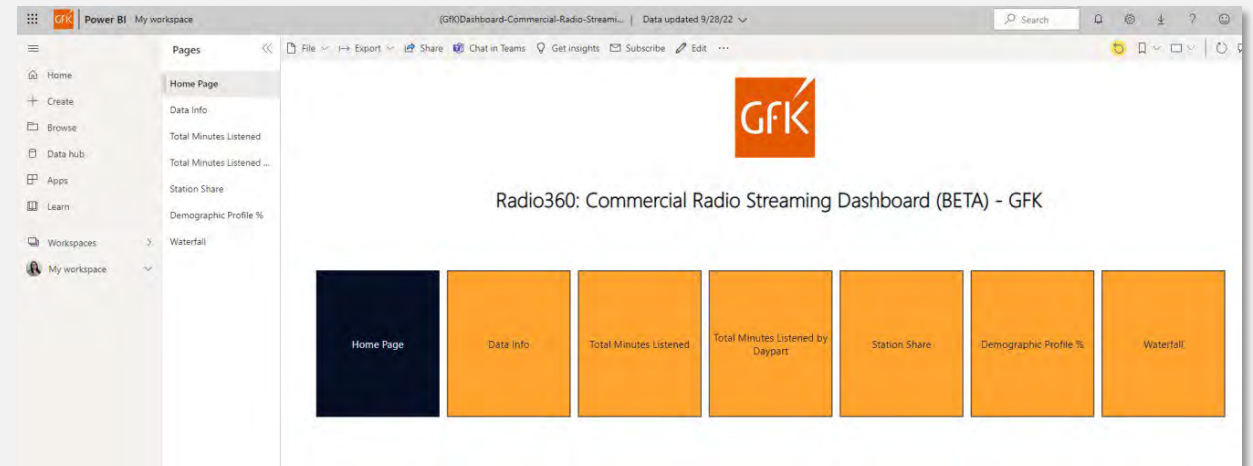 GfK Power BI My workspace (GfK)Dashboard-Commercial-Radio-Streami... | Data updated 9/28/22 Search
Pages File Export Share Chat in Teams Get insights Subscribe Edit ...
Home
Create
Browse
Data hub
Apps
Learn
Workspaces
My workspace
Home Page
Data Info
Total Minutes Listened
Total Minutes Listened ...
Station Share
Demographic Profile %
Waterfall
GfK
Radio360: Commercial Radio Streaming Dashboard (BETA) - GFK
Home Page
Data Info
Total Minutes Listened
Total Minutes Listened by
Daypart
Station Share
Demographic Profile %
Waterfall